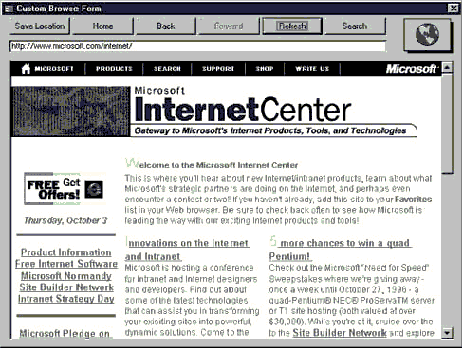 Custom Browse Form
Save Location Home Back Forward Refresh Search
http://www.microsoft.com/internet/
MICROSOFT PRODUCTS SEARCH SUPPORT SHOP WRITE US Microsoft
Microsoft
InternetCenter
Gateway to Microsoft's Internet Products, Tools, and Technologies
FREE Got
Offers!
Thursday, October 3
Product Information
Free Internet Software
Microsoft Normandy
Site Builder Network
Intranet Strategy Day
Microsoft Pledge on
Welcome to the Microsoft Internet Center
This is where you'll hear about new Internet/intranet products, learn about what
Microsoft's strategic partners are doing on the Internet, and perhaps even
encounter a contest or two! If you haven't already, add this site to your Favorites
list in your Web browser. Be sure to check back often to see how Microsoft is
leading the way with our exciting Internet products and tools!
Innovations on the Internet
and Intranet
Microsoft is hosting a conference
for intranet and Internet designers
and developers. Find out about
some of the latest technologies
that can assist you in transforming
your existing sites into powerful,
dynamic solutions. Come to the
5 more chances to win a quad
Pentium!
Check out the Microsoft "Need for Speed"
Sweepstakes where we're giving away -
once a week until October 27, 1996 - a
quad-Pentium® NEC® ProServa™ server
or T1 site hosting (both valued at over
$30,000). While you're at it, cruise over the
to the Site Builder Network and explore